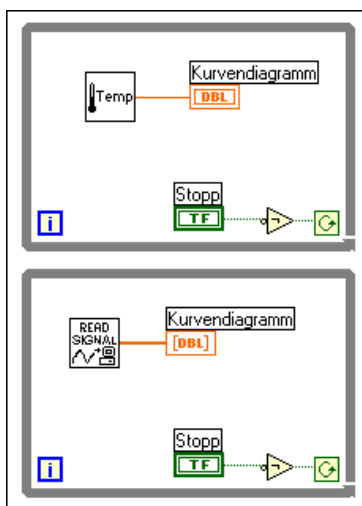 Kurvendiagramm
Temp
DBL
Stopp
TF
i
READ
SIGNAL
Kurvendiagramm
[DBL]
Stopp
TF
i